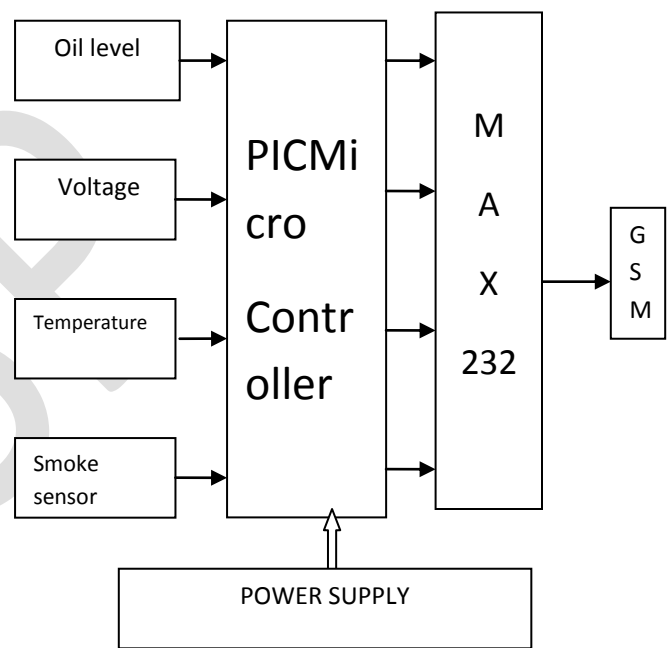 Oil level
Voltage
Temperature
Smoke
sensor
PICMi
cro
Contr
oller
M
A
X
232
G
S
M
POWER SUPPLY